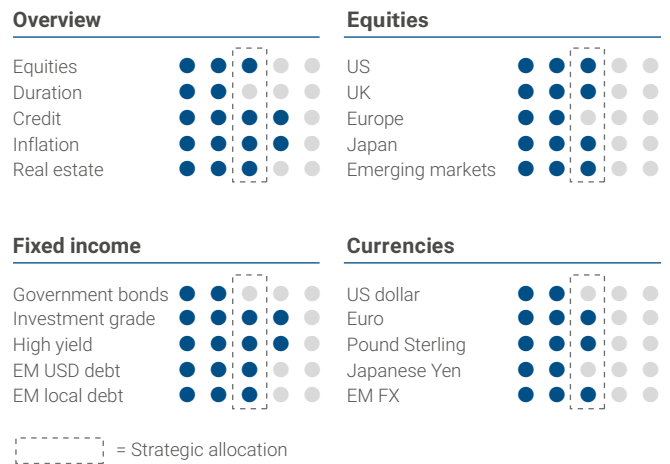 Overview
Equities
Duration
Credit
Inflation
Real estate
Equities
US
UK
Europe
Japan
Emerging markets
Fixed income
Government bonds
Investment grade
High yield
EM USD debt
EM local debt
Currencies
US dollar
Euro
Pound Sterling
Japanese Yen
EM FX
= Strategic allocation